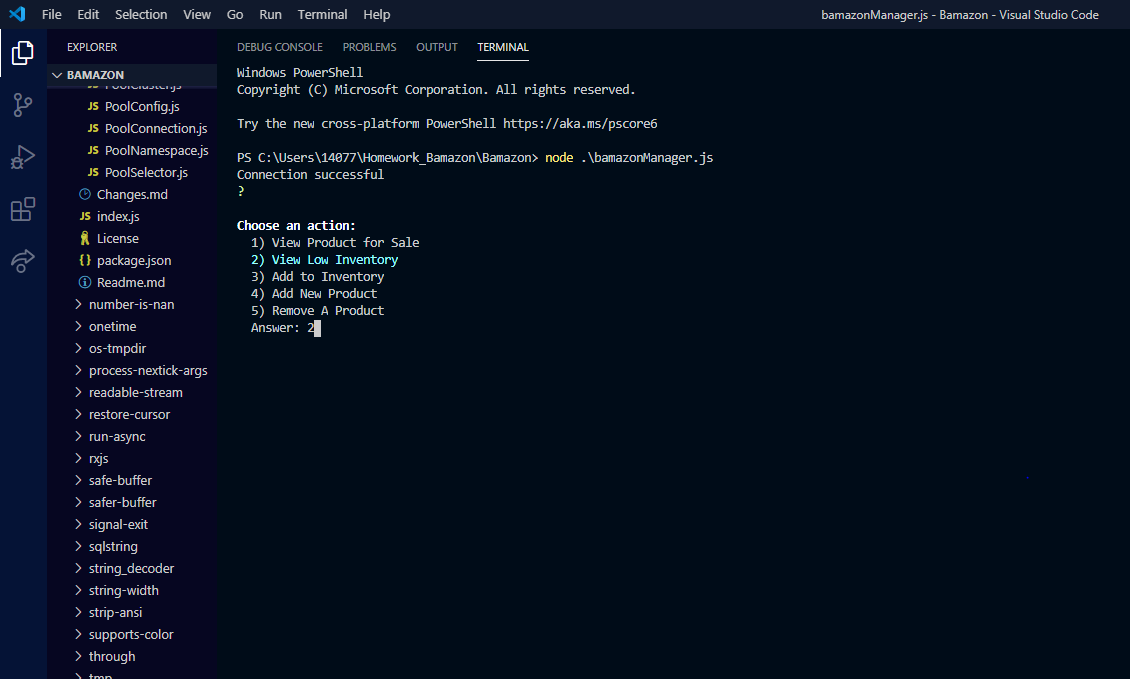 File Edit Selection View Go Run Terminal Help
bamazonManager.js - Bamazon - Visual Studio Code
EXPLORER
BAMAZON
PoolCluster.js
JS PoolConfig.js
JS PoolConnection.js
JS PoolNamespace.js
JS PoolSelector.js
Changes.md
JS index.js
License
{} package.json
Readme.md
number-is-nan
onetime
os-tmpdir
process-nextick-args
readable-stream
restore-cursor
run-async
rxjs
safe-buffer
safer-buffer
signal-exit
sqlstring
string_decoder
string-width
strip-ansi
supports-color
through
tmp
DEBUG CONSOLE PROBLEMS OUTPUT TERMINAL
Windows PowerShell
Copyright (C) Microsoft Corporation. All rights reserved.
Try the new cross-platform PowerShell https://aka.ms/pscore6
PS C:\Users\14077\Homework_Bamazon\Bamazon> node .\bamazonManager.js
Connection successful
?
Choose an action:
1) View Product for Sale
2) View Low Inventory
3) Add to Inventory
4) Add New Product
5) Remove A Product
Answer: 2